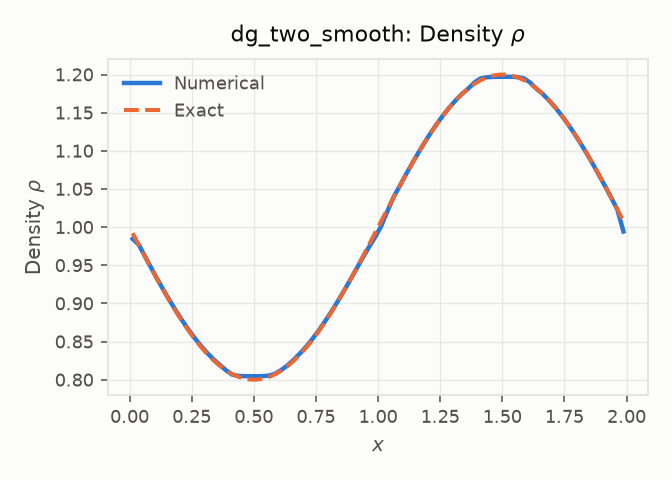 dg_two_smooth: Density ρ
Numerical
Exact
Density ρ
1.20
1.15
1.10
1.05
1.00
0.95
0.90
0.85
0.80
0.00 0.25 0.50 0.75 1.00 1.25 1.50 1.75 2.00
x